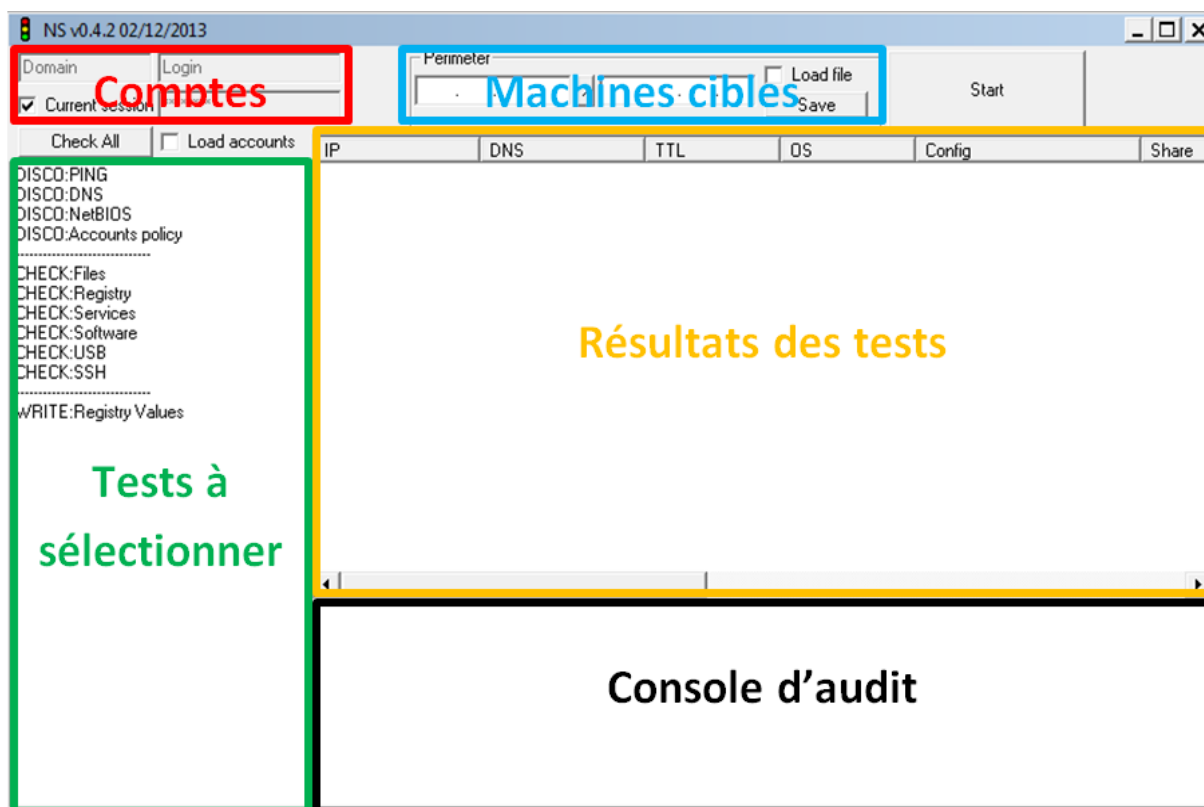 NS v0.4.2 02/12/2013
Domain
Login
Comptes
Current session
Perimeter
Machines cibles
Load file
Save
Start
Check All
Load accounts
IP DNS TTL OS Config Share
DISCO:PING
DISCO:DNS
DISCO:NetBIOS
DISCO:Accounts policy
------------------------------
CHECK:Files
CHECK:Registry
CHECK:Services
CHECK:Software
CHECK:USB
CHECK:SSH
------------------------------
WRITE:Registry Values
Résultats des tests
Tests à
sélectionner
Console d’audit